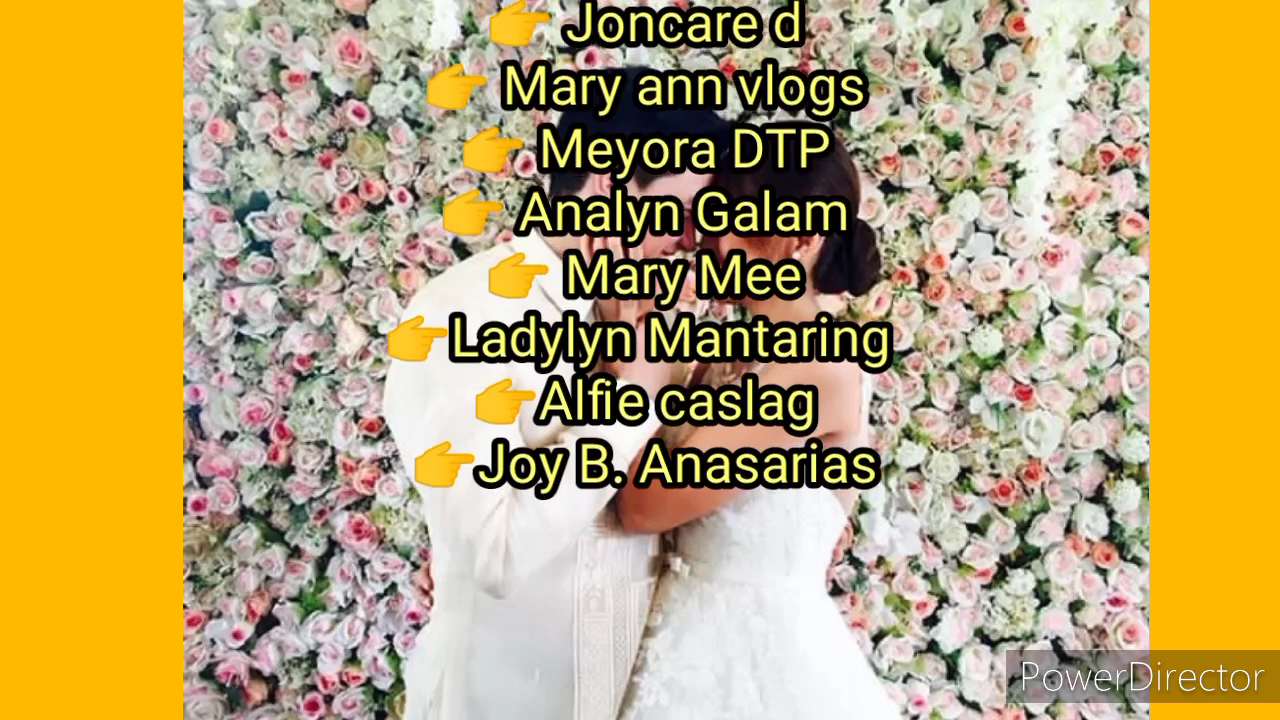 👉 Joncare d
👉 Mary ann vlogs
👉 Meyora DTP
👉 Analyn Galam
👉 Mary Mee
👉Ladylyn Mantaring
👉Alfie caslag
👉Joy B. Anasarias
PowerDirector